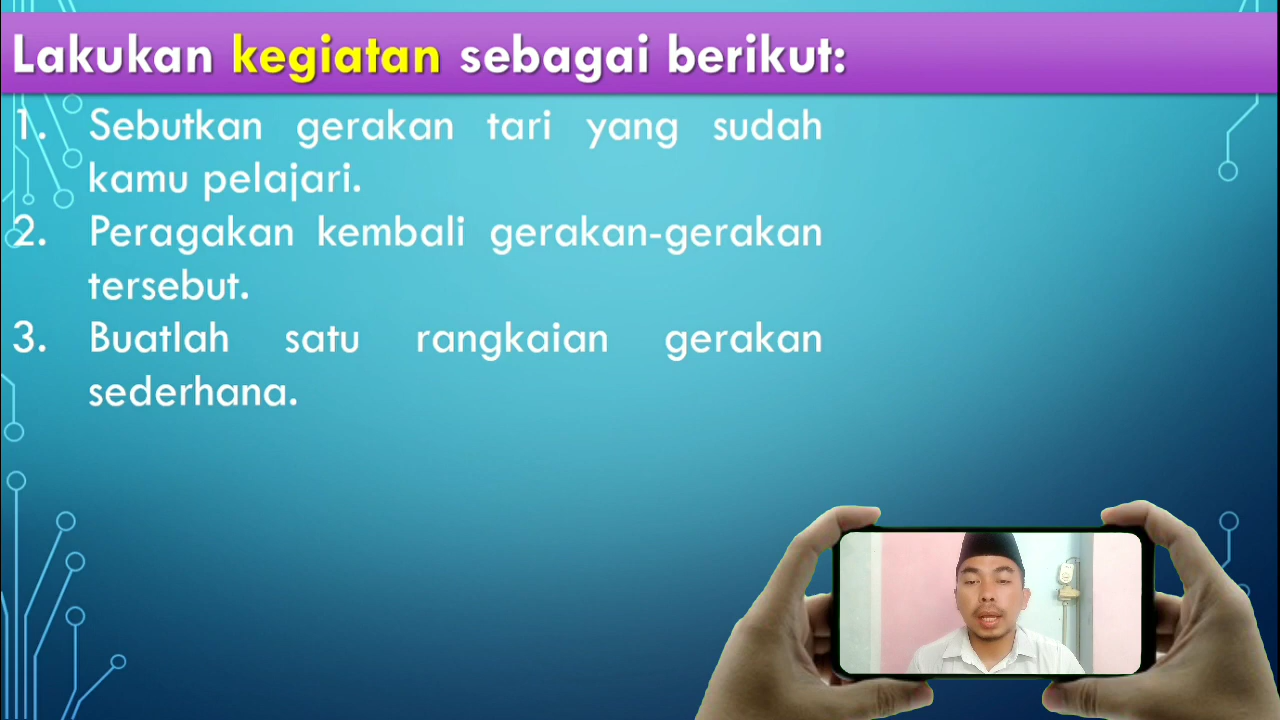 Lakukan kegiatan sebagai berikut:
1. Sebutkan gerakan tari yang sudah
kamu pelajari.
2. Peragakan kembali gerakan-gerakan
tersebut.
3. Buatlah satu rangkaian gerakan
sederhana.